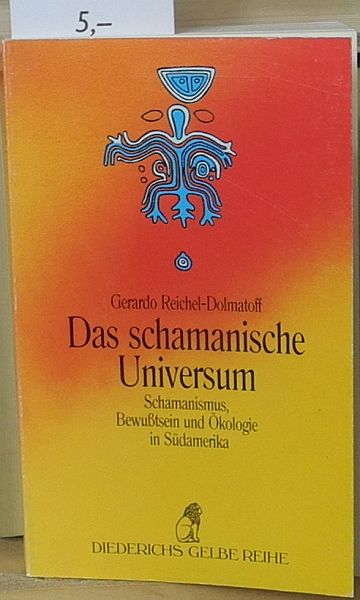 5,–
Gerardo Reichel-Dolmatoff
Das schamanische
Universum
Schamanismus,
Bewußtsein und Ökologie
in Südamerika
DIEDERICHS GELBE REIHE